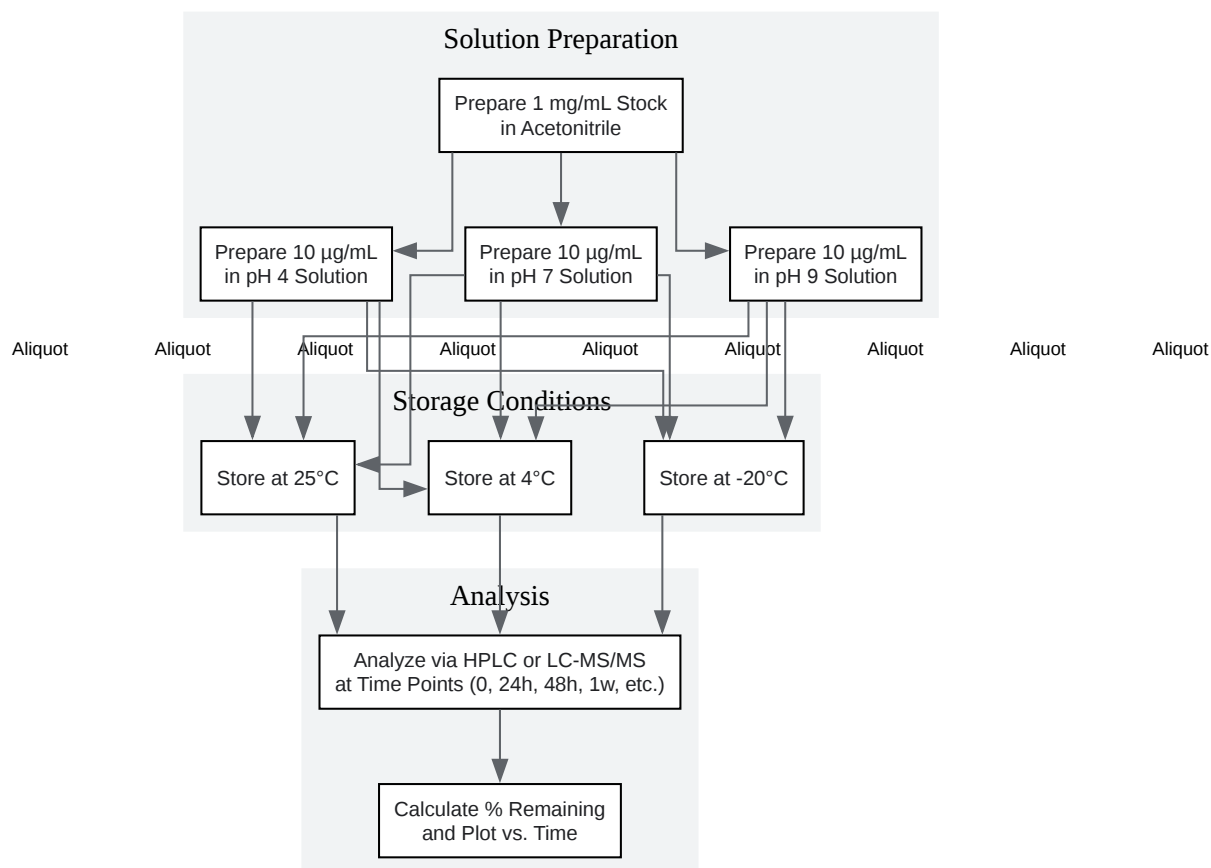 Solution Preparation
Prepare 1 mg/mL Stock
in Acetonitrile
Prepare 10 µg/mL
in pH 4 Solution
Prepare 10 µg/mL
in pH 7 Solution
Prepare 10 µg/mL
in pH 9 Solution
Aliquot
Aliquot
Aliquot
Aliquot
Aliquot
Aliquot
Aliquot
Aliquot
Aliquot
Storage Conditions
Store at 25°C
Store at 4°C
Store at -20°C
Analysis
Analyze via HPLC or LC-MS/MS
at Time Points (0, 24h, 48h, 1w, etc.)
Calculate % Remaining
and Plot vs. Time